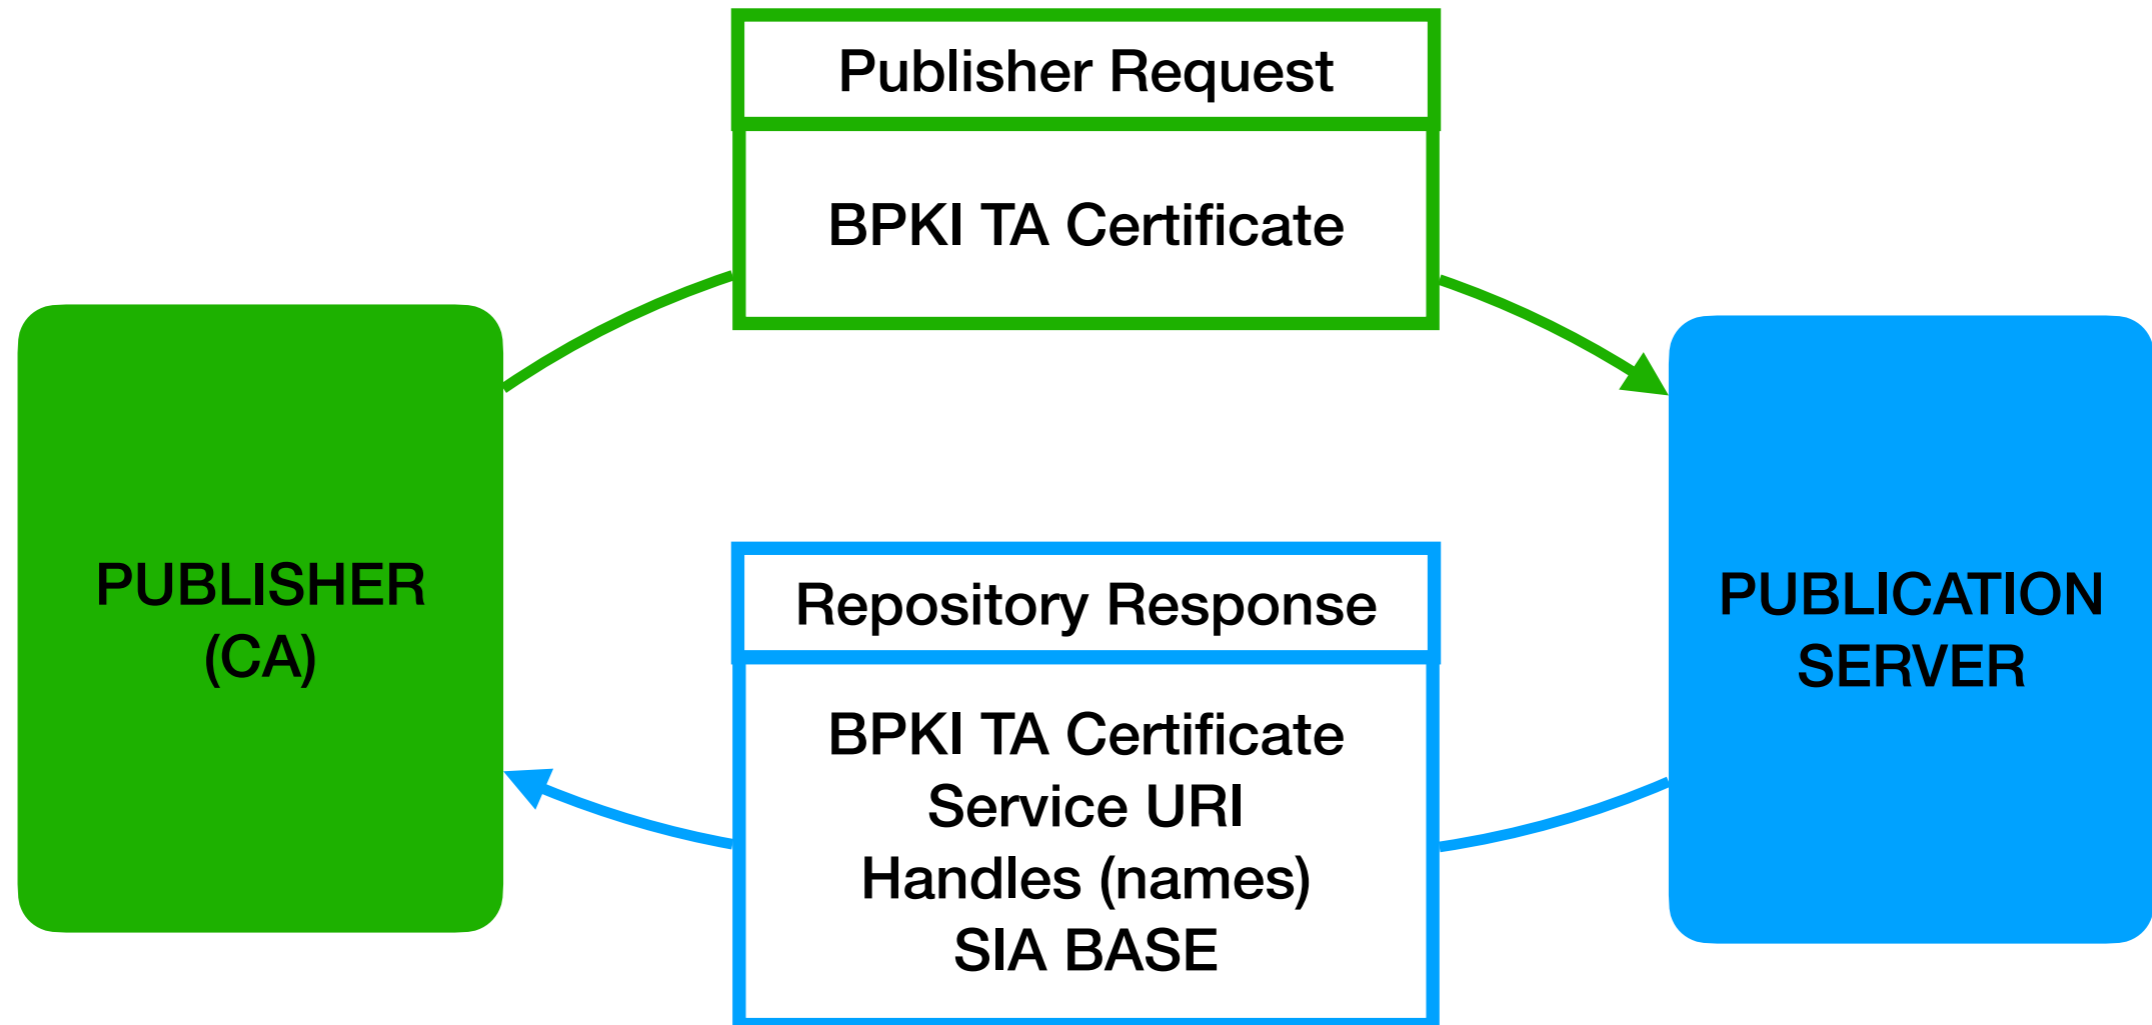 Publisher Request
BPKI TA Certificate
PUBLISHER
(CA)
PUBLICATION
SERVER
Repository Response
BPKI TA Certificate
Service URI
Handles (names)
SIA BASE